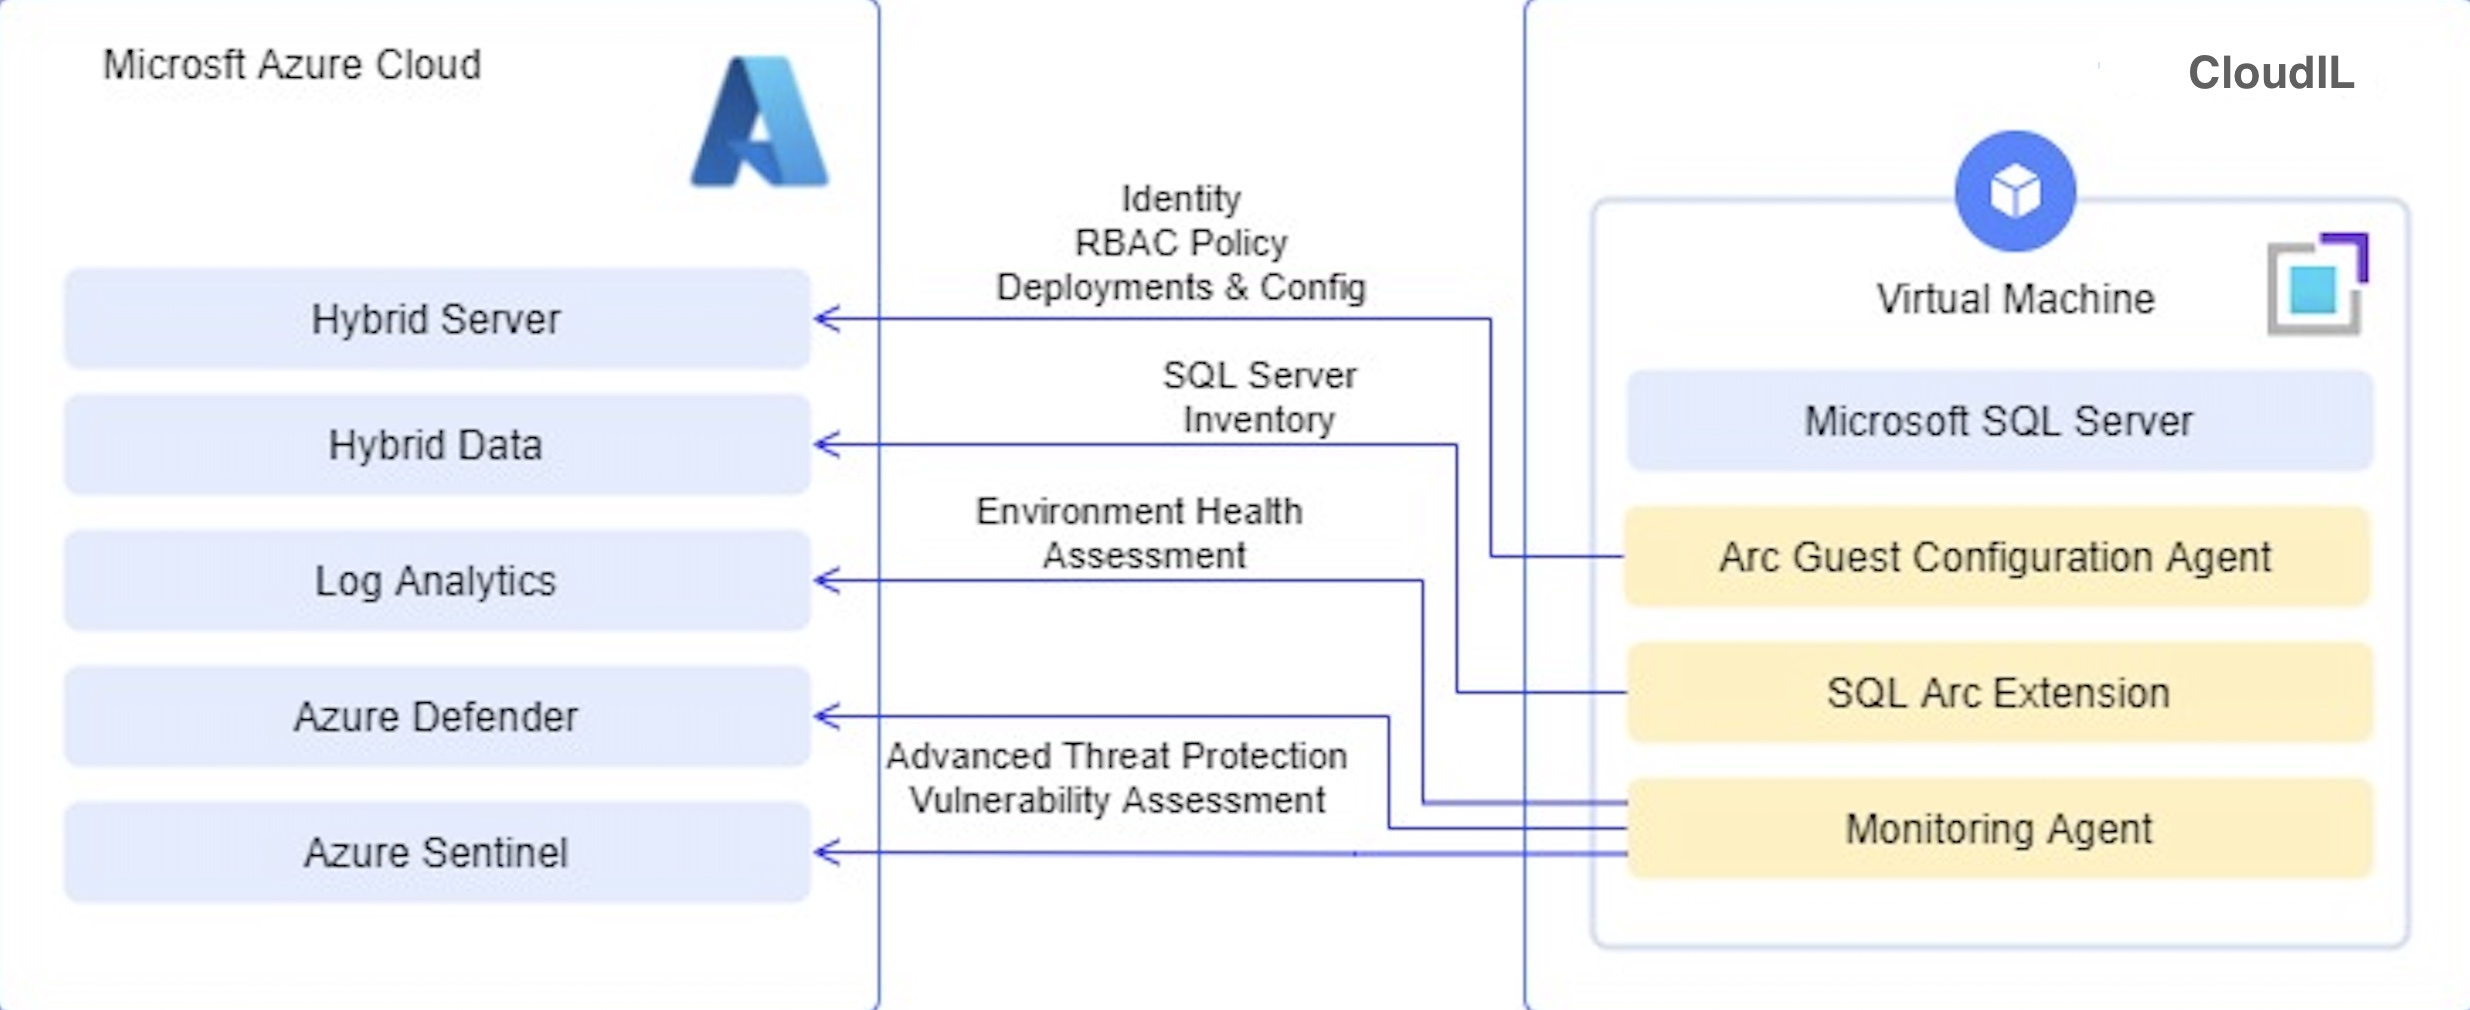 Microsft Azure Cloud
Hybrid Server
Hybrid Data
Log Analytics
Azure Defender
Azure Sentinel
Identity
RBAC Policy
Deployments & Config
SQL Server
Inventory
Environment Health
Assessment
Advanced Threat Protection
Vulnerability Assessment
CloudIL
Virtual Machine
Microsoft SQL Server
Arc Guest Configuration Agent
SQL Arc Extension
Monitoring Agent